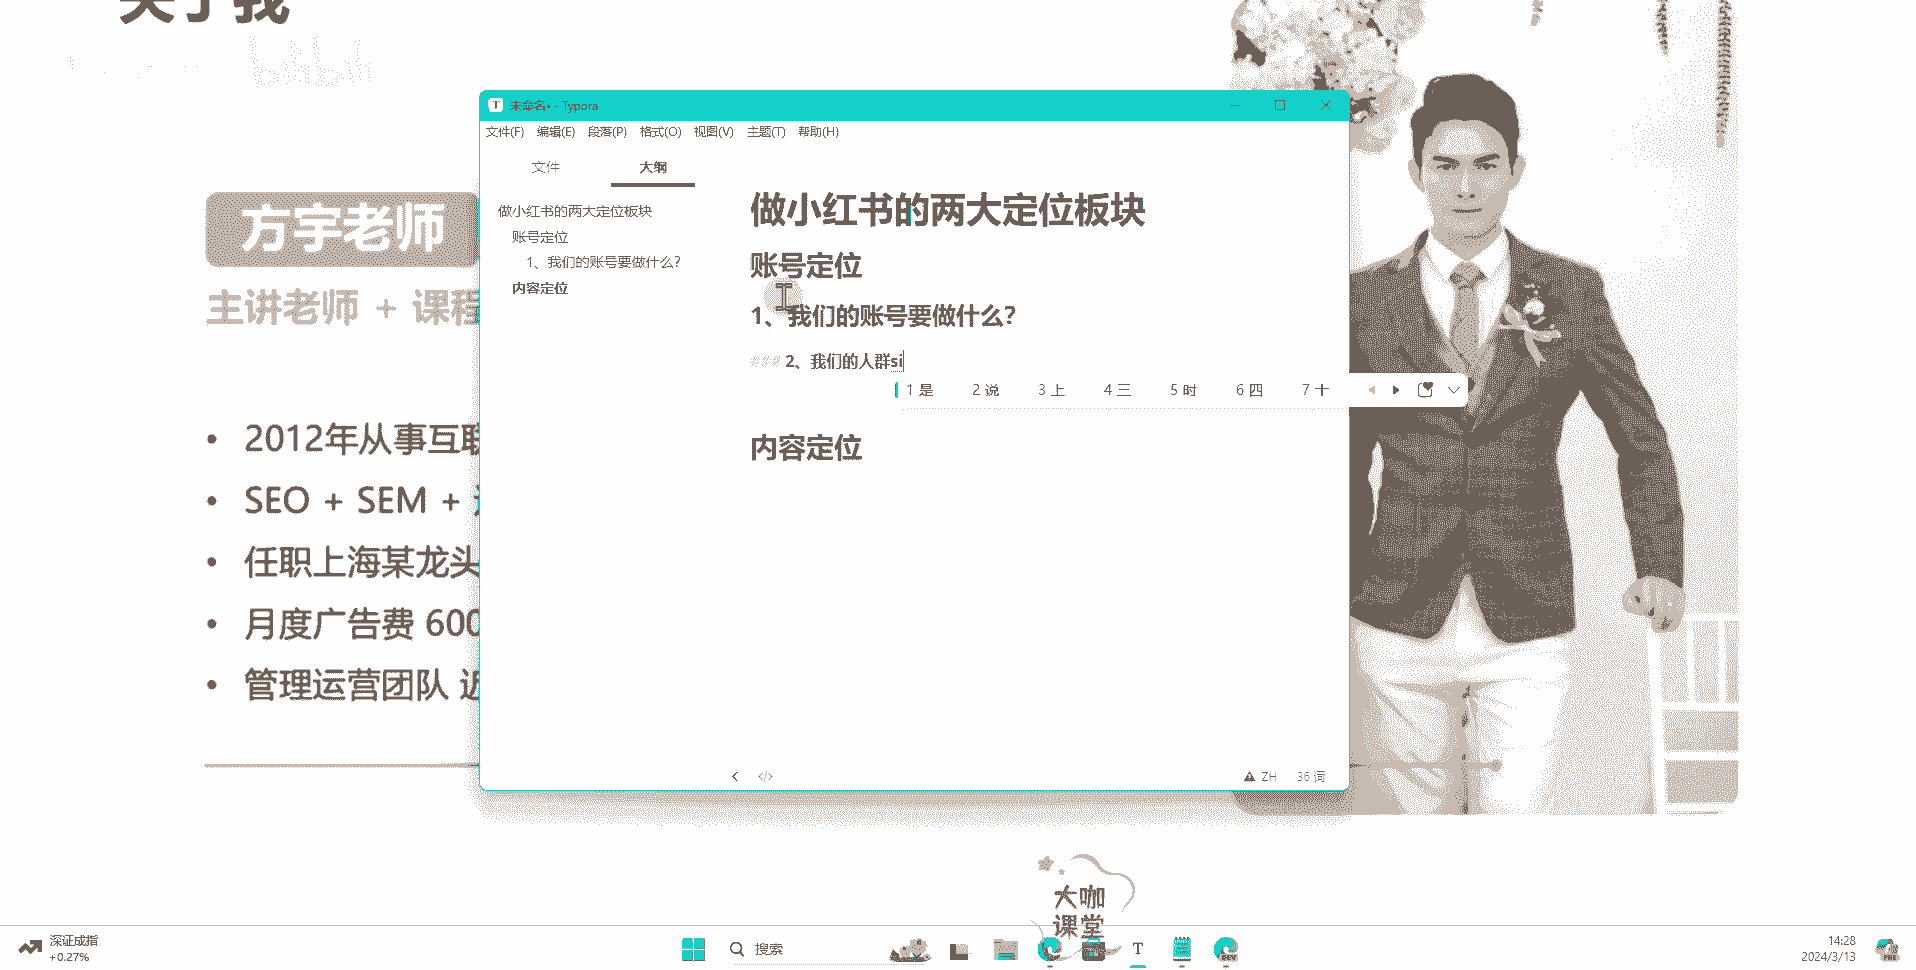 关于我
bilibili
未命名• - Typora
文件(F) 编辑(E) 段落(P) 格式(O) 视图(V) 主题(T) 帮助(H)
文件 大纲
做小红书的两大定位板块
账号定位
1、我们的账号要做什么?
内容定位
做小红书的两大定位板块
账号定位
1、我们的账号要做什么?
### 2、我们的人群si
1 是 2 说 3 上 4 三 5 时 6 四 7 十
内容定位
ZH 36 词
方宇老师
主讲老师 + 课程
• 2012年从事互联
• SEO + SEM +
• 任职上海某龙头
• 月度广告费 600
• 管理运营团队 近
大咖
课堂
深证成指
+0.27%
搜索
T
DEV
14:28
2024/3/13
PRE